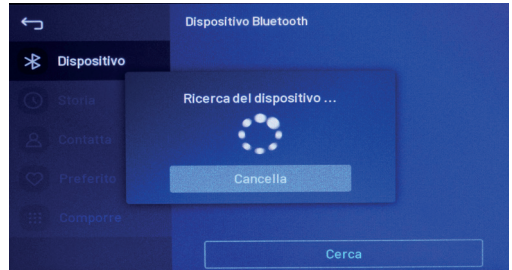 Dispositivo Bluetooth
Dispositivo
Storia
Contatta
Preferito
Comporre
Ricerca del dispositivo ...
Cancella
Cerca